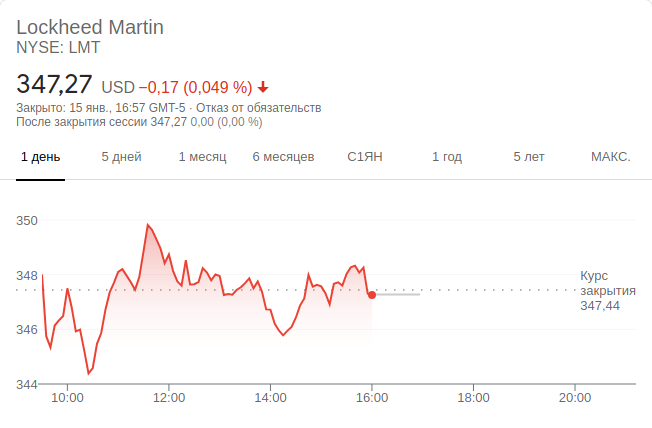 Lockheed Martin
NYSE: LMT
347,27 USD −0,17 (0,049 %)
Закрыто: 15 янв., 16:57 GMT-5 · Отказ от обязательств
После закрытия сессии 347,27 0,00 (0,00 %)
1 день 5 дней 1 месяц 6 месяцев С1ЯН 1 год 5 лет МАКС.
350
348
346
344
Курс
закрытия
347,44
10:00 12:00 14:00 16:00 18:00 20:00